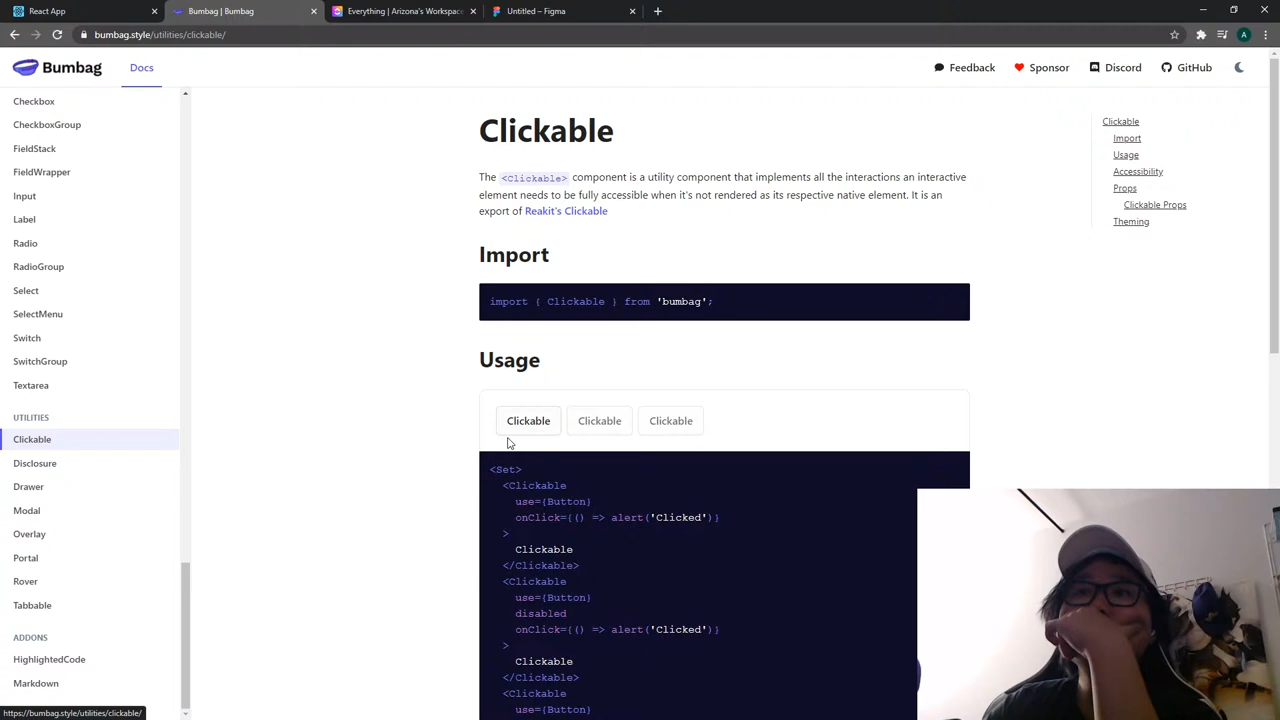 React App
Bumbag | Bumbag
Everything | Arizona's Workspace
Untitled – Figma
bumbag.style/utilities/clickable/
A
Bumbag
Docs
Feedback
Sponsor
Discord
GitHub
Checkbox
CheckboxGroup
FieldStack
FieldWrapper
Input
Label
Radio
RadioGroup
Select
SelectMenu
Switch
SwitchGroup
Textarea
UTILITIES
Clickable
Disclosure
Drawer
Modal
Overlay
Portal
Rover
Tabbable
ADDONS
HighlightedCode
Markdown
https://bumbag.style/utilities/clickable/
Clickable
The <Clickable> component is a utility component that implements all the interactions an interactive
element needs to be fully accessible when it's not rendered as its respective native element. It is an
export of Reakit's Clickable
Import
import { Clickable } from 'bumbag';
Usage
Clickable Clickable Clickable
<Set>
<Clickable
use={Button}
onClick={() => alert('Clicked')}
>
Clickable
</Clickable>
<Clickable
use={Button}
disabled
onClick={() => alert('Clicked')}
>
Clickable
</Clickable>
<Clickable
use={Button}
Clickable
Import
Usage
Accessibility
Props
Clickable Props
Theming